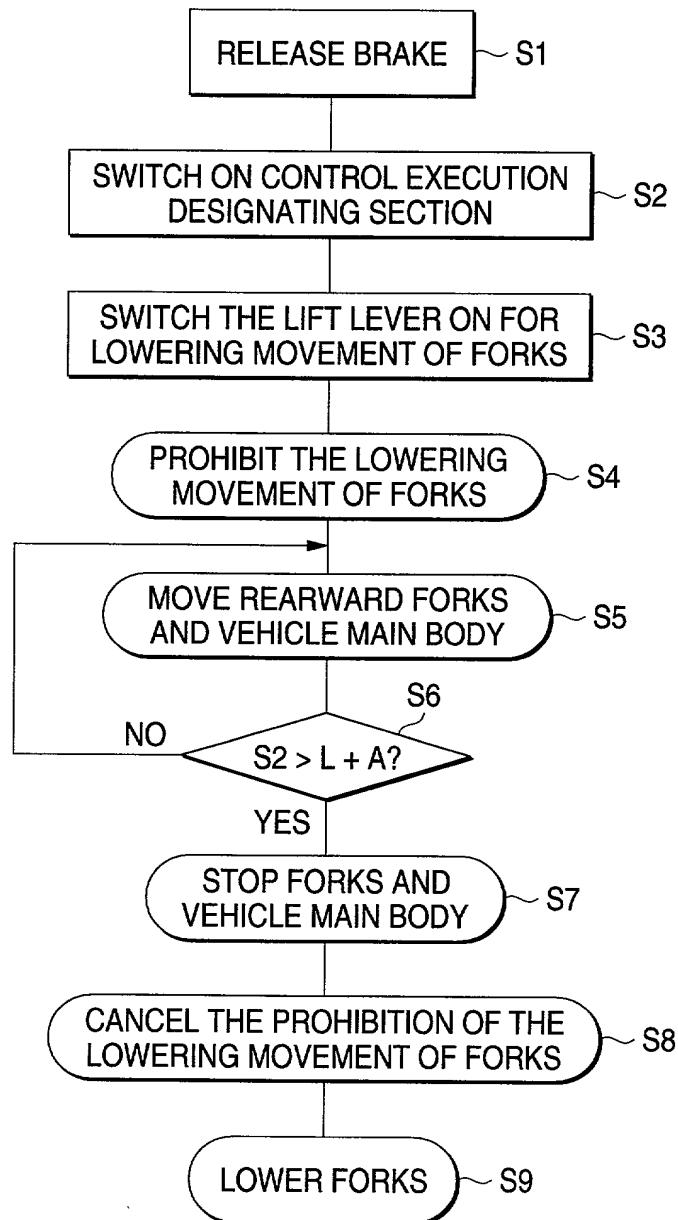 RELEASE BRAKE
S1
SWITCH ON CONTROL EXECUTION
DESIGNATING SECTION
S2
SWITCH THE LIFT LEVER ON FOR
LOWERING MOVEMENT OF FORKS
S3
PROHIBIT THE LOWERING
MOVEMENT OF FORKS
S4
MOVE REARWARD FORKS
AND VEHICLE MAIN BODY
S5
S6
NO
S2 > L + A?
YES
STOP FORKS AND
VEHICLE MAIN BODY
S7
CANCEL THE PROHIBITION OF THE
LOWERING MOVEMENT OF FORKS
S8
LOWER FORKS
S9